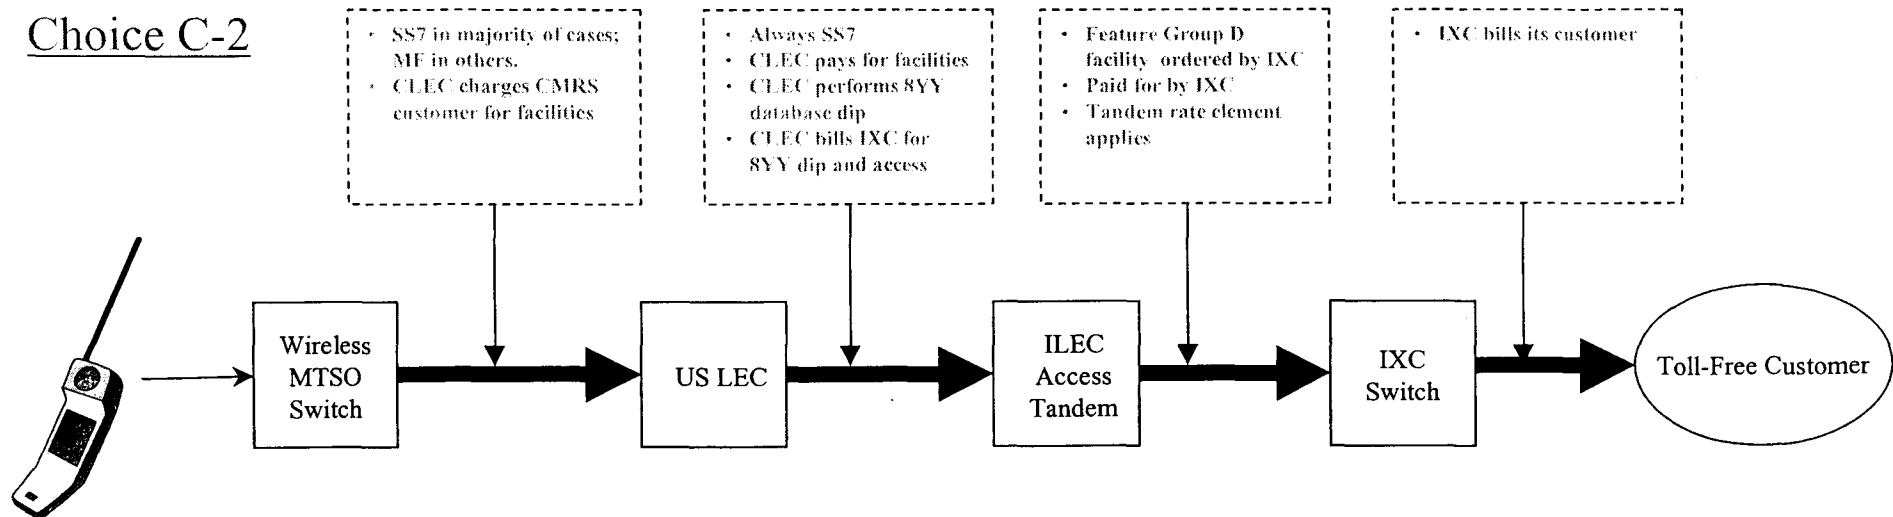 Choice C-2
• SS7 in majority of cases;
MF in others.
• CLEC charges CMRS
customer for facilities
• Always SS7
• CLEC pays for facilities
• CLEC performs 8YY
database dip
• CLEC bills IXC for
8YY dip and access
• Feature Group D
facility ordered by IXC
• Paid for by IXC
• Tandem rate element
applies
• IXC bills its customer
Wireless
MTSO
Switch
US LEC
ILEC
Access
Tandem
IXC
Switch
Toll-Free Customer